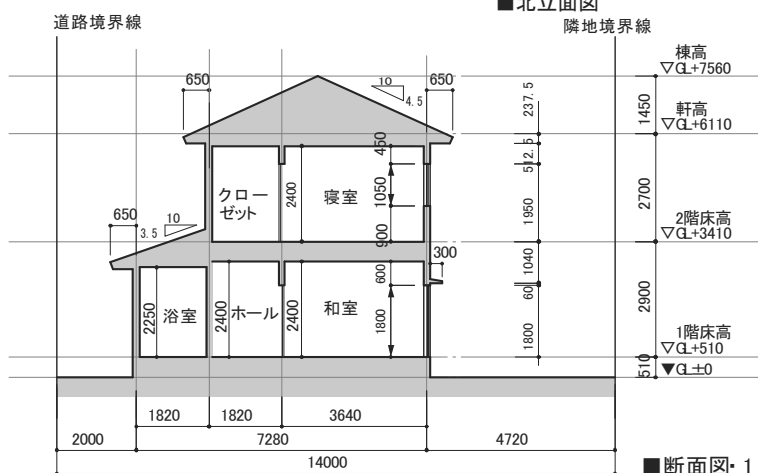 ■北立面図
道路境界線
隣地境界線
棟高
▽GL+7560
650
10
4.5
650
237.5
1450
軒高
▽GL+6110
450
512.5
クロー
ゼット
2400
寝室
1050
1950
2700
900
650
10
3.5
2階床高
▽GL+3410
300
1040
600
60
2900
2250
浴室
2400
ホール
2400
和室
1800
1800
1階床高
▽GL+510
510
▼GL±0
1820
1820
3640
2000
7280
4720
14000
■断面図・1